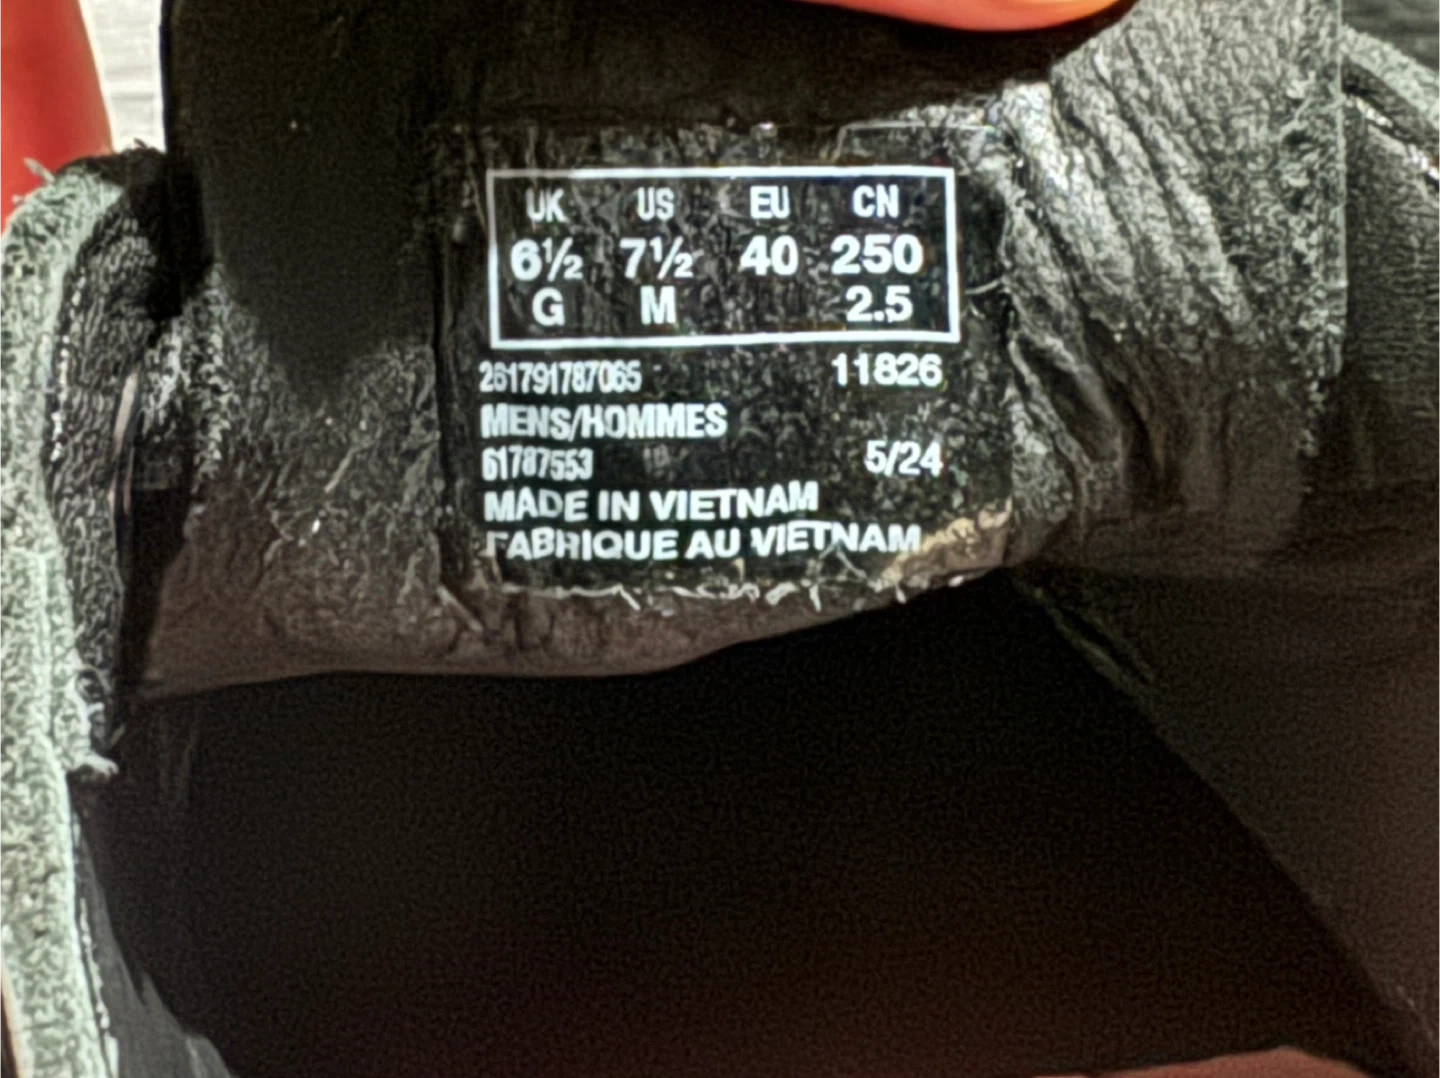 UK US EU CN
6½ 7½ 40 250
G M 2.5
261791787065 11826
MENS/HOMMES
61787553 5/24
MADE IN VIETNAM
FABRIQUE AU VIETNAM